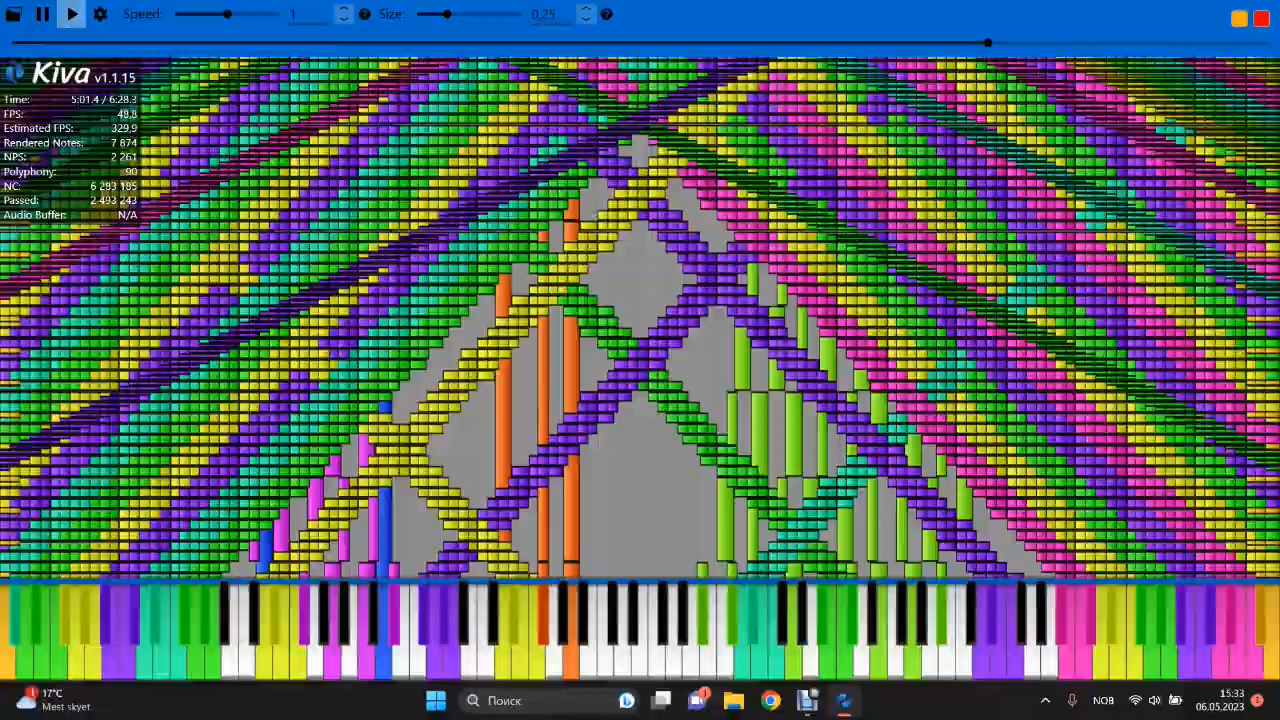 Speed: 1 Size: 0,25
Kiva v1.1.15
Time: 5:01.4 / 6:28.3
FPS: 48,8
Estimated FPS: 329,9
Rendered Notes: 7 874
NPS: 2 261
Polyphony: 90
NC: 6 283 185
Passed: 2 493 243
Audio Buffer: N/A
17°C
Mest skyet
Поиск
NOB
15:33
06.05.2023